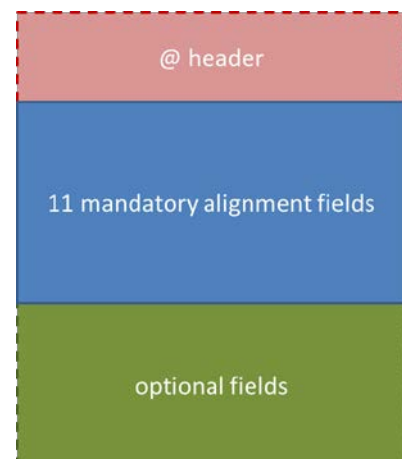 @ header
11 mandatory alignment fields
optional fields